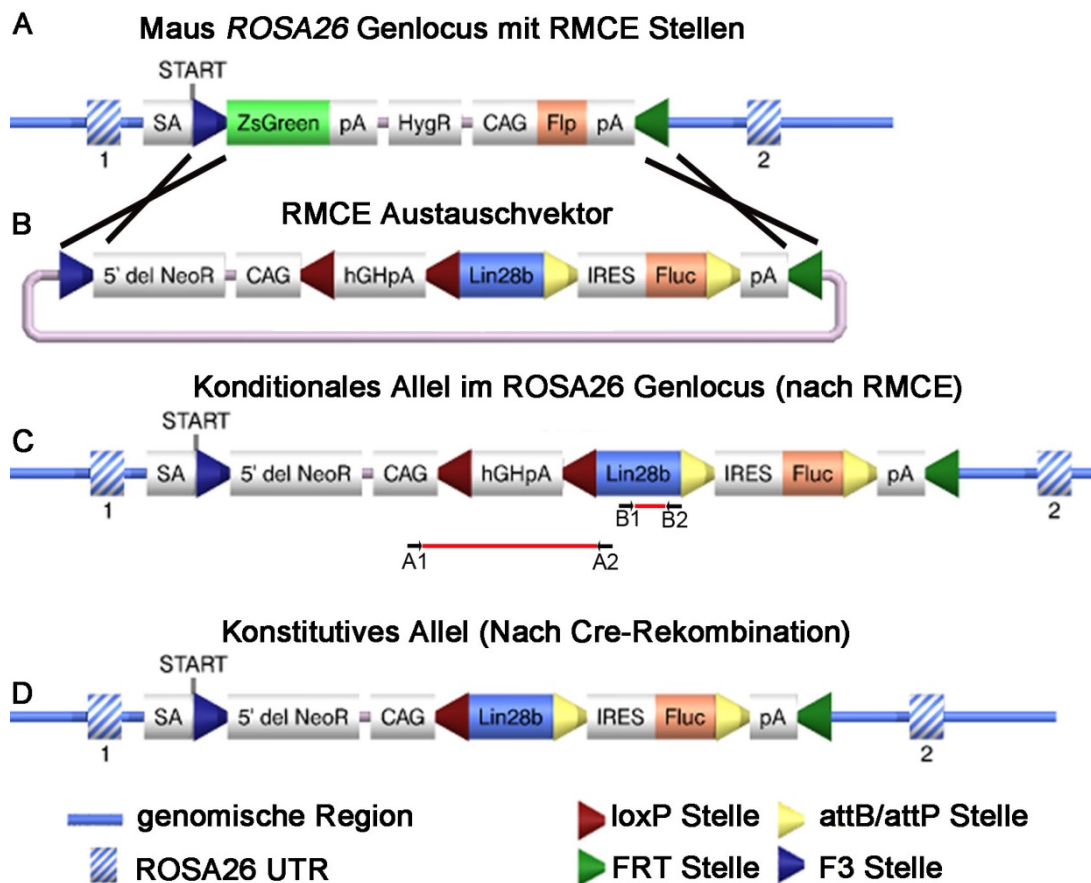 A
Maus ROSA26 Genlocus mit RMCE Stellen
START
SA ZsGreen pA HygR CAG Flp pA
1 2
B
RMCE Austauschvektor
5' del NeoR CAG hGHpA Lin28b IRES Fluc pA
Konditionales Allel im ROSA26 Genlocus (nach RMCE)
C
START
SA 5' del NeoR CAG hGHpA Lin28b IRES Fluc pA
1 B1 B2 2
A1 A2
Konstitutives Allel (Nach Cre-Rekombination)
D
START
SA 5' del NeoR CAG Lin28b IRES Fluc pA
1 2
genomische Region loxP Stelle attB/attP Stelle
ROSA26 UTR FRT Stelle F3 Stelle